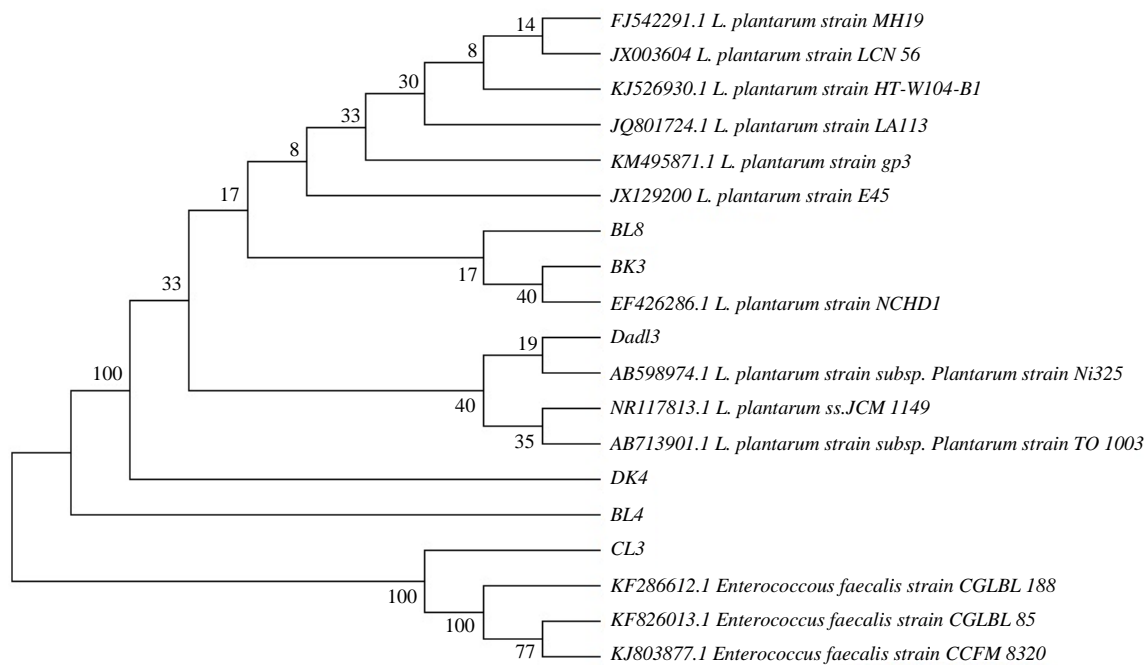 14 FJ542291.1 L. plantarum strain MH19
8 JX003604 L. plantarum strain LCN 56
30 KJ526930.1 L. plantarum strain HT-W104-B1
33 JQ801724.1 L. plantarum strain LA113
8 KM495871.1 L. plantarum strain gp3
17 JX129200 L. plantarum strain E45
BL8
17 BK3
40 EF426286.1 L. plantarum strain NCHD1
33
19 Dadl3
100 AB598974.1 L. plantarum strain subsp. Plantarum strain Ni325
40 NR117813.1 L. plantarum ss.JCM 1149
35 AB713901.1 L. plantarum strain subsp. Plantarum strain TO 1003
DK4
BL4
CL3
100 KF286612.1 Enterococcous faecalis strain CGLBL 188
100 KF826013.1 Enterococcus faecalis strain CGLBL 85
77 KJ803877.1 Enterococcus faecalis strain CCFM 8320